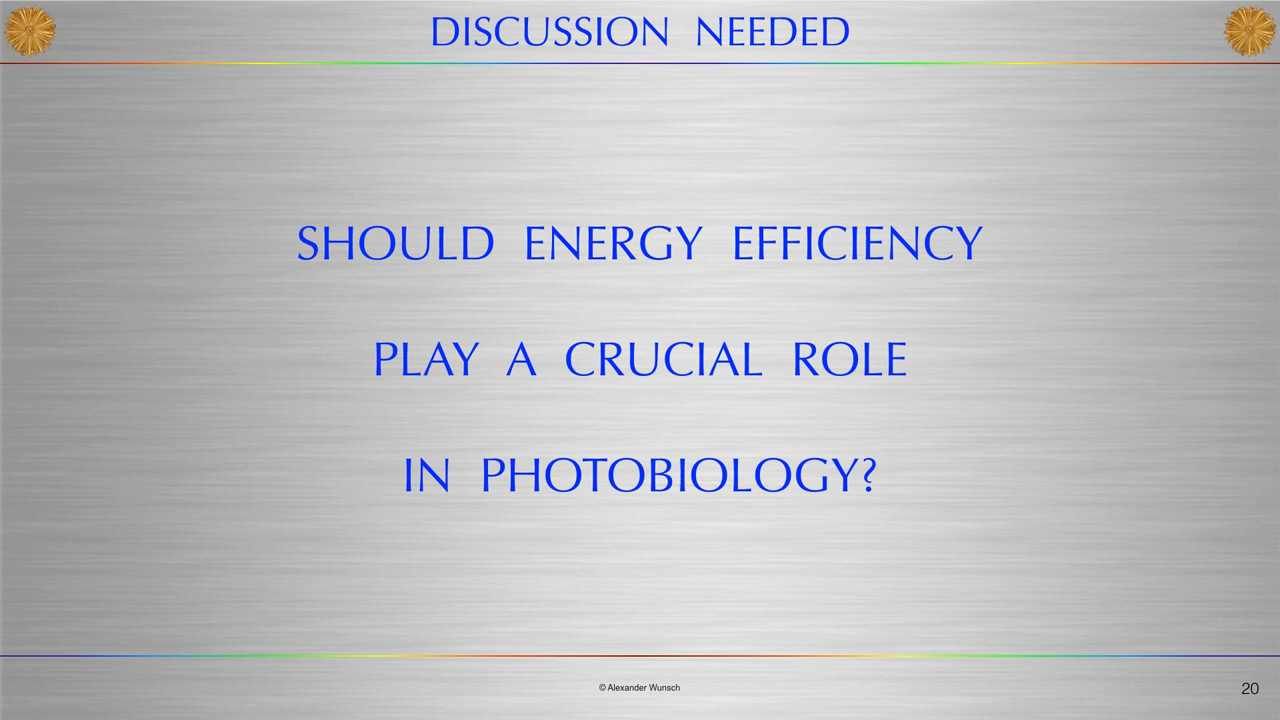 DISCUSSION NEEDED
SHOULD ENERGY EFFICIENCY
PLAY A CRUCIAL ROLE
IN PHOTOBIOLOGY?
© Alexander Wunsch
20